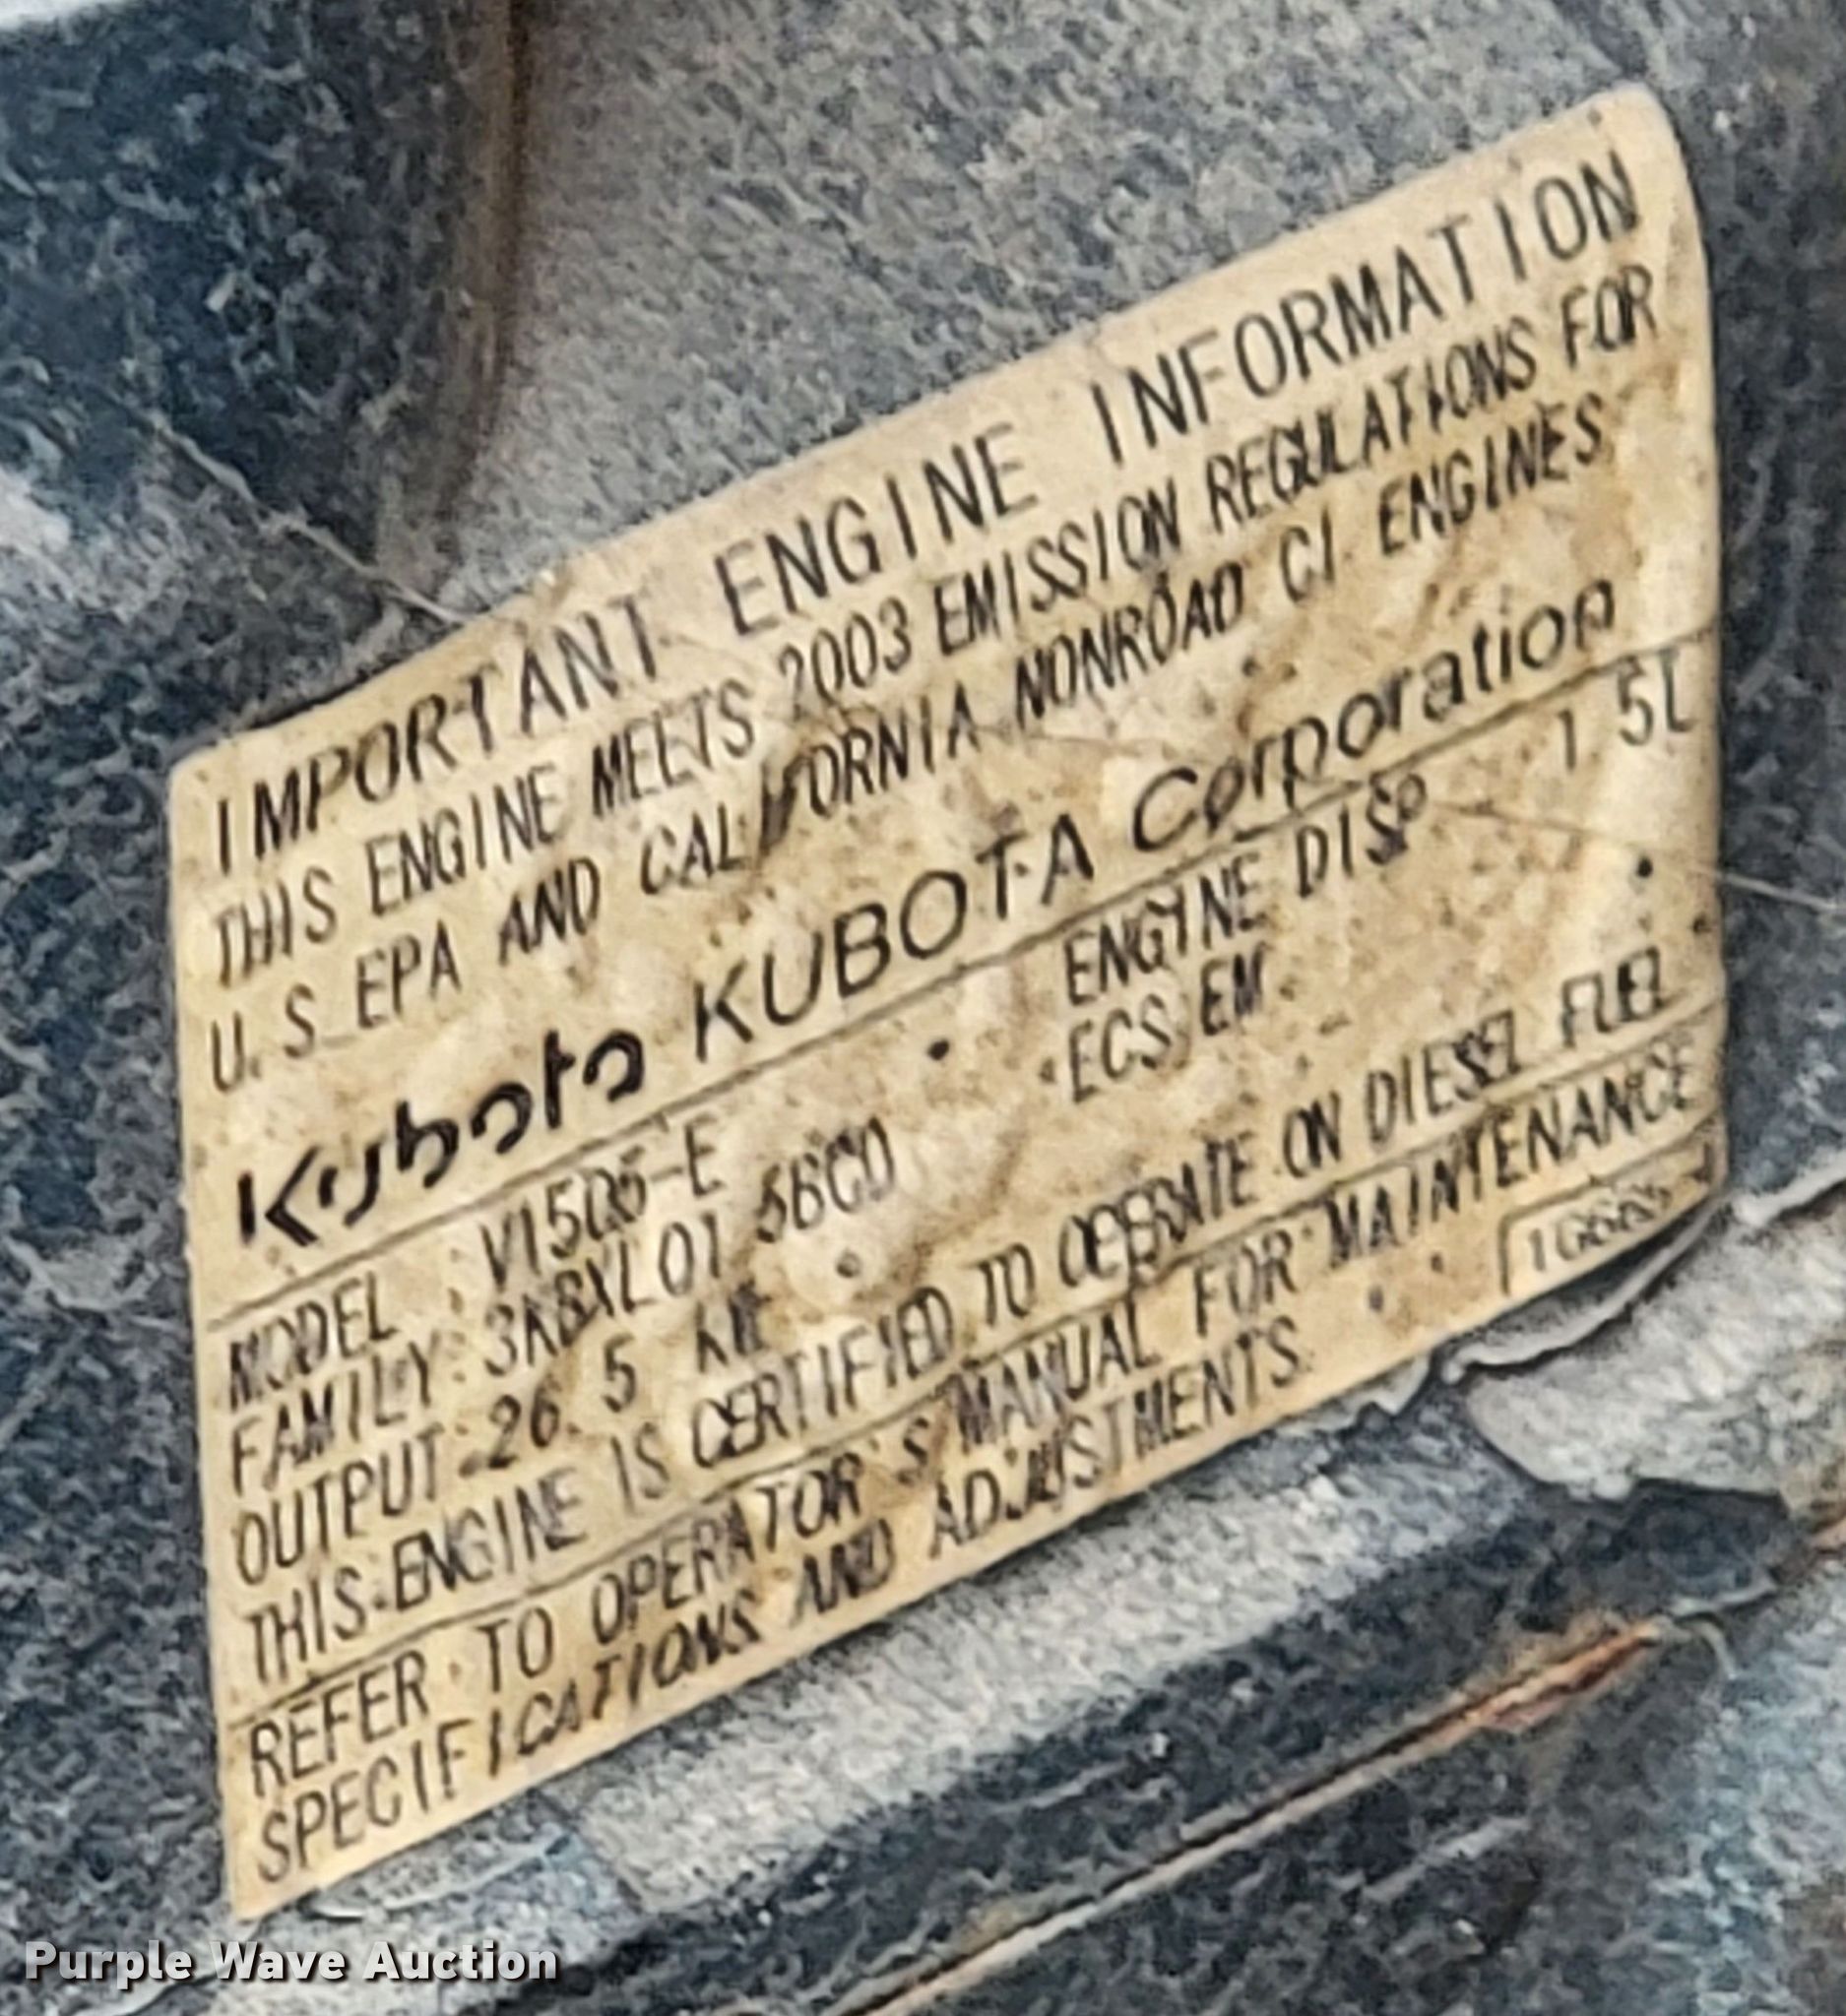 IMPORTANT ENGINE INFORMATION
THIS ENGINE MEETS 2003 EMISSION REGULATIONS FOR
U.S EPA AND CALIFORNIA NONROAD CI ENGINES
Kubota KUBOTA Corporation
MODEL : V1505-E ENGINE DISP 1.5L
FAMILY: ECS EM
OUTPUT: 26.5 KW
THIS ENGINE IS CERTIFIED TO OPERATE ON DIESEL FUEL
REFER TO OPERATOR'S MANUAL FOR MAINTENANCE
SPECIFICATIONS AND ADJUSTMENTS.
Purple Wave Auction